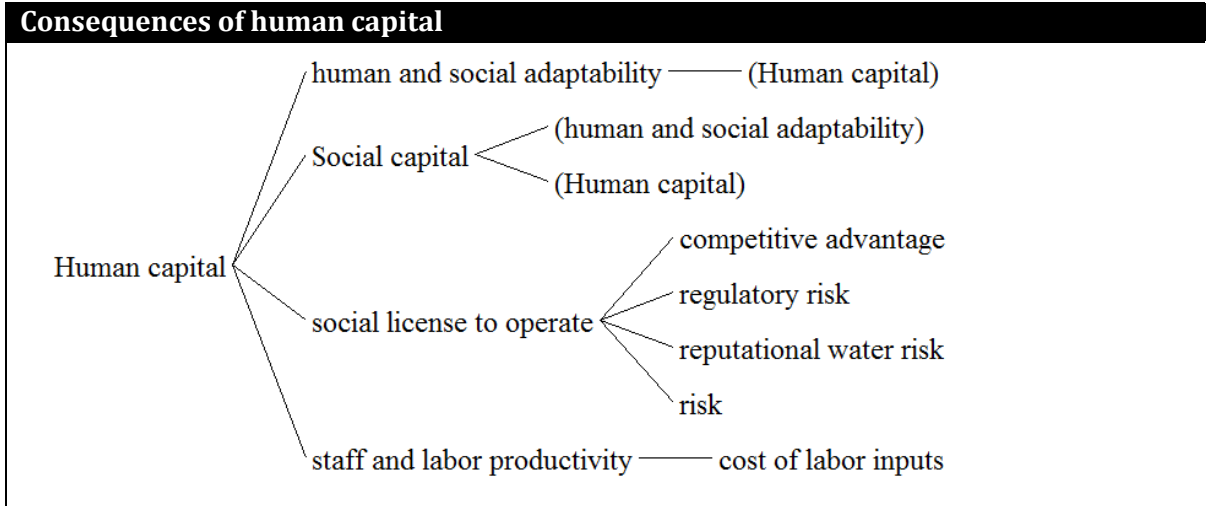 Consequences of human capital
human and social adaptability (Human capital)
(human and social adaptability)
Social capital
(Human capital)
competitive advantage
Human capital
regulatory risk
social license to operate
reputational water risk
risk
staff and labor productivity cost of labor inputs